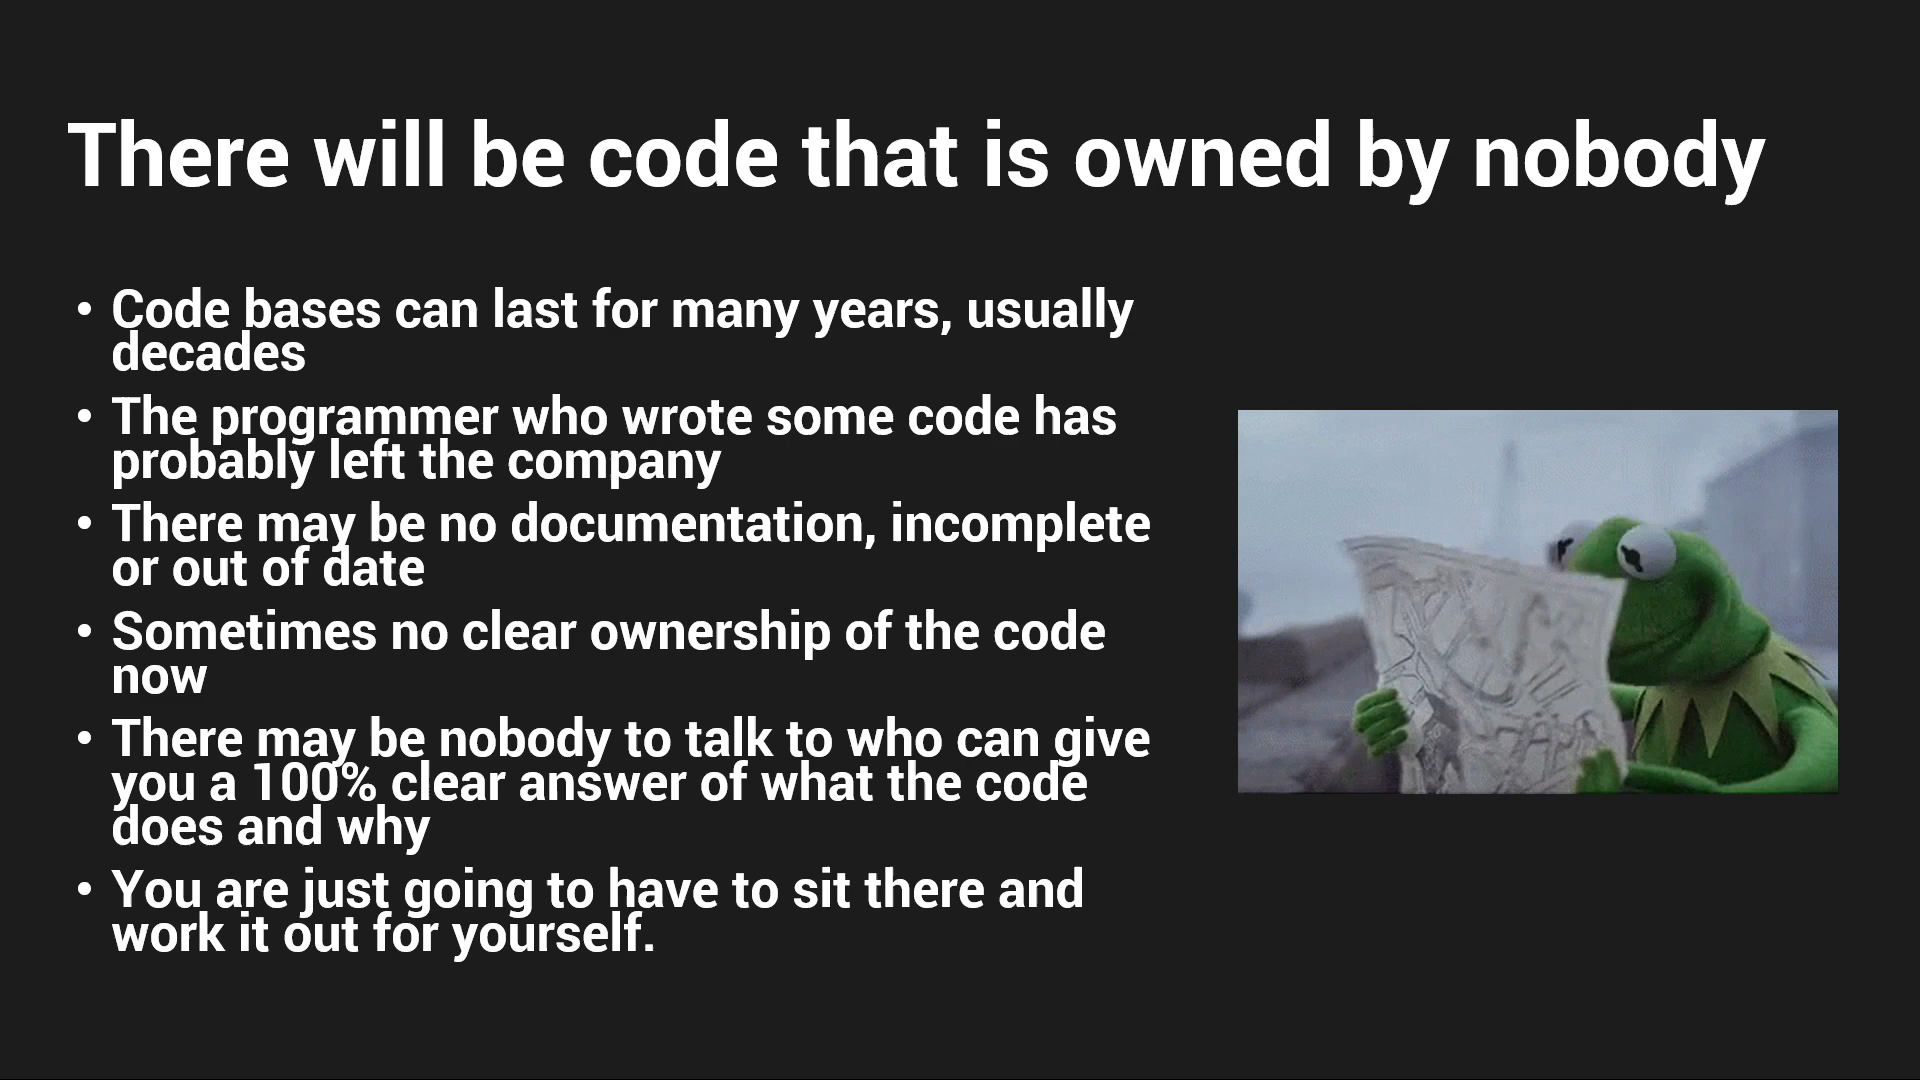 There will be code that is owned by nobody
• Code bases can last for many years, usually
decades
• The programmer who wrote some code has
probably left the company
• There may be no documentation, incomplete
or out of date
• Sometimes no clear ownership of the code
now
• There may be nobody to talk to who can give
you a 100% clear answer of what the code
does and why
• You are just going to have to sit there and
work it out for yourself.